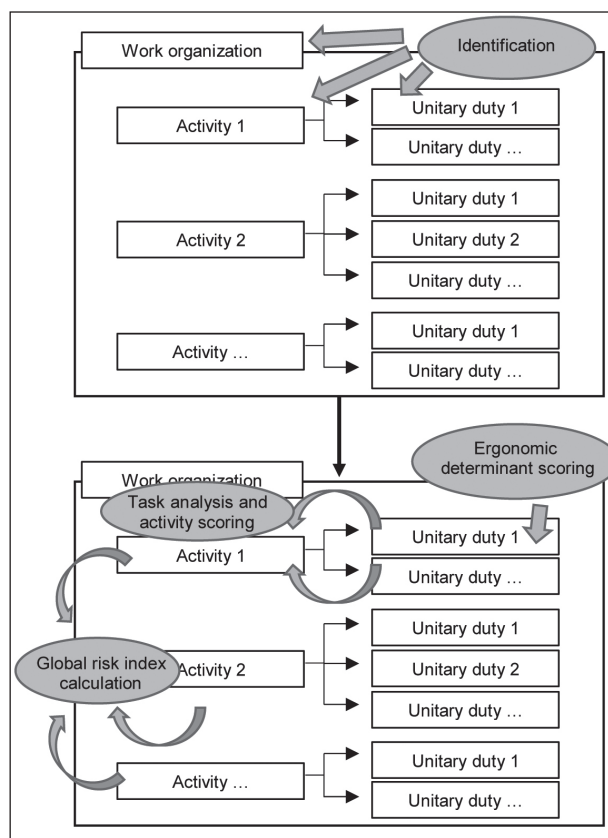 Work organization
Identification
Activity 1
Unitary duty 1
Unitary duty …
Activity 2
Unitary duty 1
Unitary duty 2
Unitary duty …
Activity …
Unitary duty 1
Unitary duty …
Ergonomic
determinant scoring
Work organization
Task analysis and
activity scoring
Activity 1
Unitary duty 1
Unitary duty …
Global risk index
calculation
Activity 2
Unitary duty 1
Unitary duty 2
Unitary duty …
Activity …
Unitary duty 1
Unitary duty …